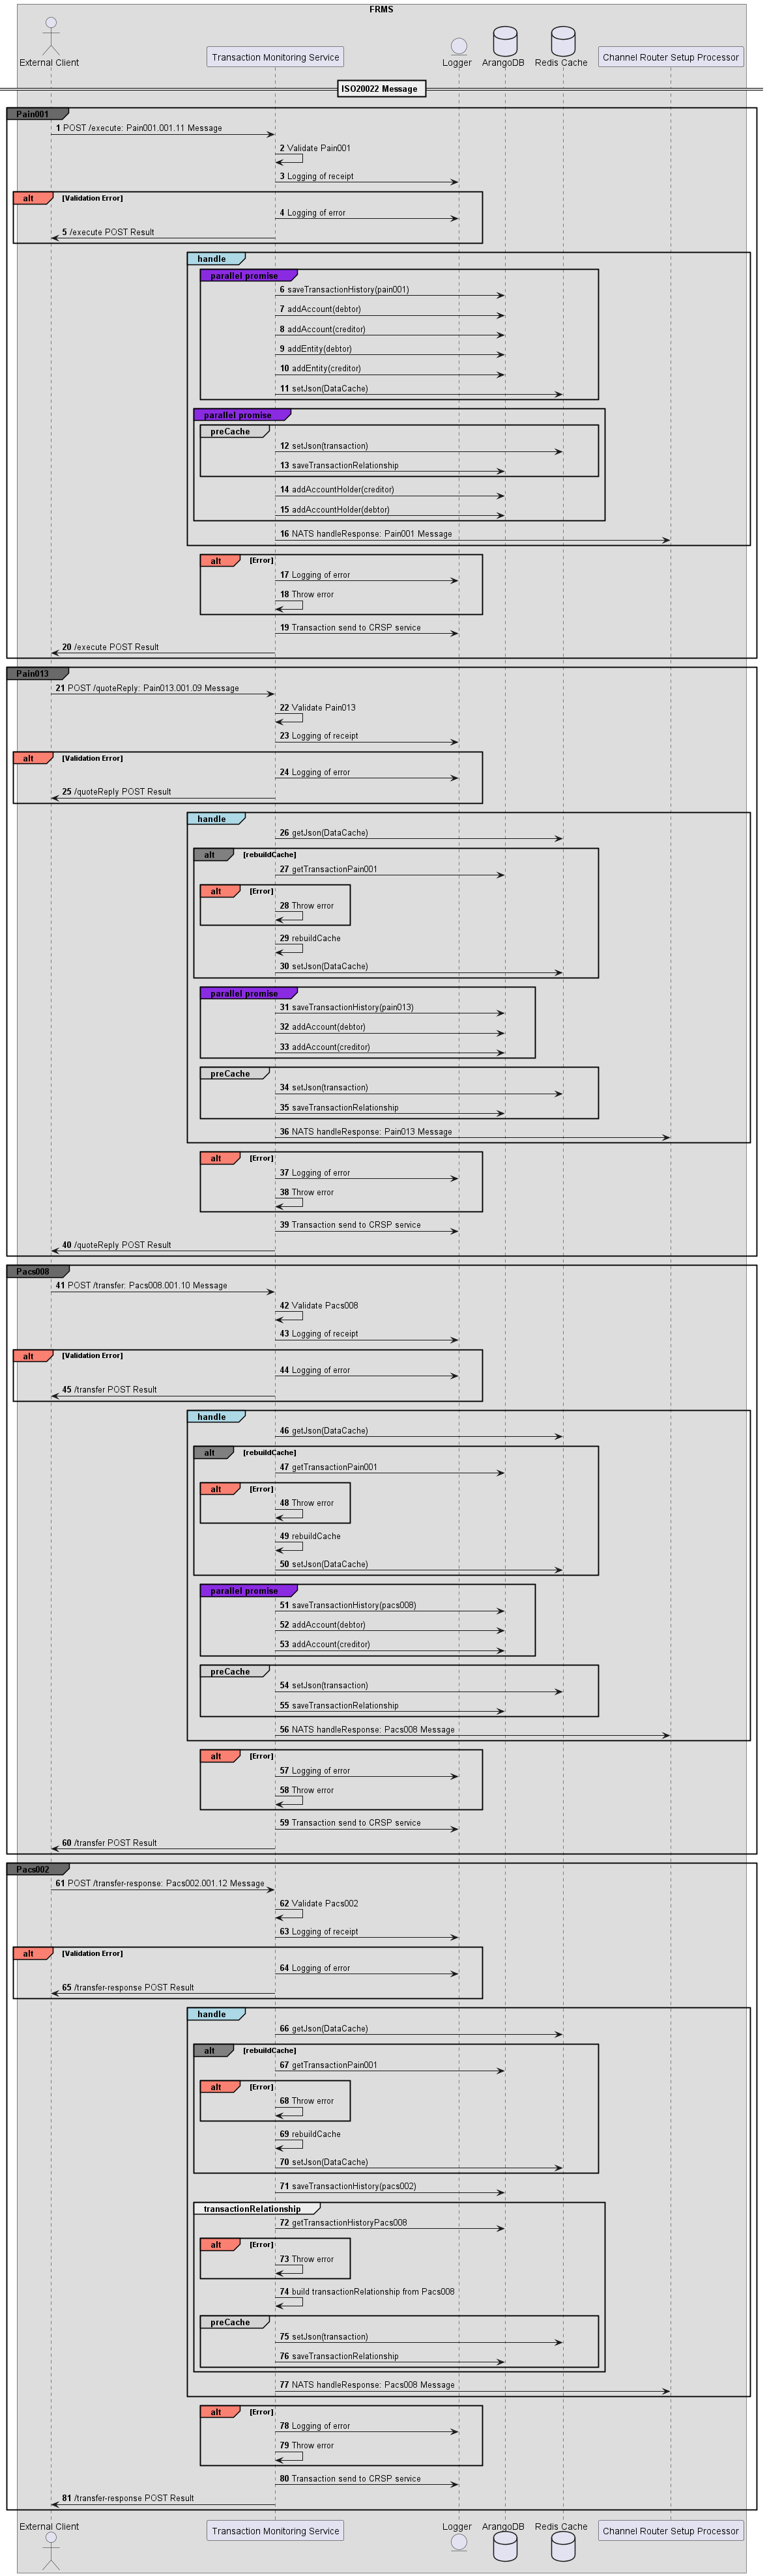 FRMS
External Client
Transaction Monitoring Service
Logger
ArangoDB
Redis Cache
Channel Router Setup Processor
ISO20022 Message
Pain001
1 POST /execute: Pain001.001.11 Message
2 Validate Pain001
3 Logging of receipt
alt [Validation Error]
4 Logging of error
5 /execute POST Result
handle
parallel promise
6 saveTransactionHistory(pain001)
7 addAccount(debtor)
8 addAccount(creditor)
9 addEntity(debtor)
10 addEntity(creditor)
11 setJson(DataCache)
parallel promise
preCache
12 setJson(transaction)
13 saveTransactionRelationship
14 addAccountHolder(creditor)
15 addAccountHolder(debtor)
16 NATS handleResponse: Pain001 Message
alt [Error]
17 Logging of error
18 Throw error
19 Transaction send to CRSP service
20 /execute POST Result
Pain013
21 POST /quoteReply: Pain013.001.09 Message
22 Validate Pain013
23 Logging of receipt
alt [Validation Error]
24 Logging of error
25 /quoteReply POST Result
handle
26 getJson(DataCache)
alt [rebuildCache]
27 getTransactionPain001
alt [Error]
28 Throw error
29 rebuildCache
30 setJson(DataCache)
parallel promise
31 saveTransactionHistory(pain013)
32 addAccount(debtor)
33 addAccount(creditor)
preCache
34 setJson(transaction)
35 saveTransactionRelationship
36 NATS handleResponse: Pain013 Message
alt [Error]
37 Logging of error
38 Throw error
39 Transaction send to CRSP service
40 /quoteReply POST Result
Pacs008
41 POST /transfer: Pacs008.001.10 Message
42 Validate Pacs008
43 Logging of receipt
alt [Validation Error]
44 Logging of error
45 /transfer POST Result
handle
46 getJson(DataCache)
alt [rebuildCache]
47 getTransactionPain001
alt [Error]
48 Throw error
49 rebuildCache
50 setJson(DataCache)
parallel promise
51 saveTransactionHistory(pacs008)
52 addAccount(debtor)
53 addAccount(creditor)
preCache
54 setJson(transaction)
55 saveTransactionRelationship
56 NATS handleResponse: Pacs008 Message
alt [Error]
57 Logging of error
58 Throw error
59 Transaction send to CRSP service
60 /transfer POST Result
Pacs002
61 POST /transfer-response: Pacs002.001.12 Message
62 Validate Pacs002
63 Logging of receipt
alt [Validation Error]
64 Logging of error
65 /transfer-response POST Result
handle
66 getJson(DataCache)
alt [rebuildCache]
67 getTransactionPain001
alt [Error]
68 Throw error
69 rebuildCache
70 setJson(DataCache)
71 saveTransactionHistory(pacs002)
transactionRelationship
72 getTransactionHistoryPacs008
alt [Error]
73 Throw error
74 build transactionRelationship from Pacs008
preCache
75 setJson(transaction)
76 saveTransactionRelationship
77 NATS handleResponse: Pacs008 Message
alt [Error]
78 Logging of error
79 Throw error
80 Transaction send to CRSP service
81 /transfer-response POST Result
External Client
Transaction Monitoring Service
Logger
ArangoDB
Redis Cache
Channel Router Setup Processor